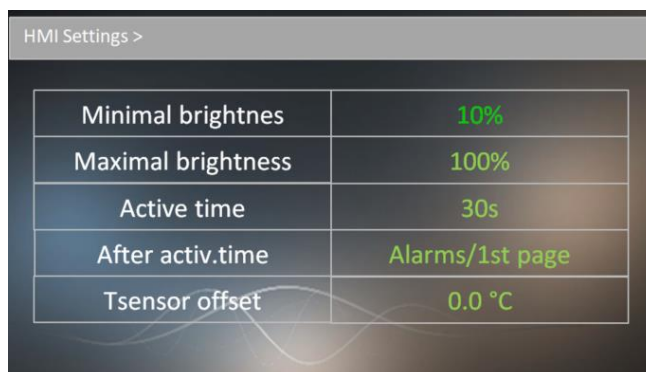 HMI Settings >
Minimal brightnes 10%
Maximal brightness 100%
Active time 30s
After activ.time Alarms/1st page
Tsensor offset 0.0 °C